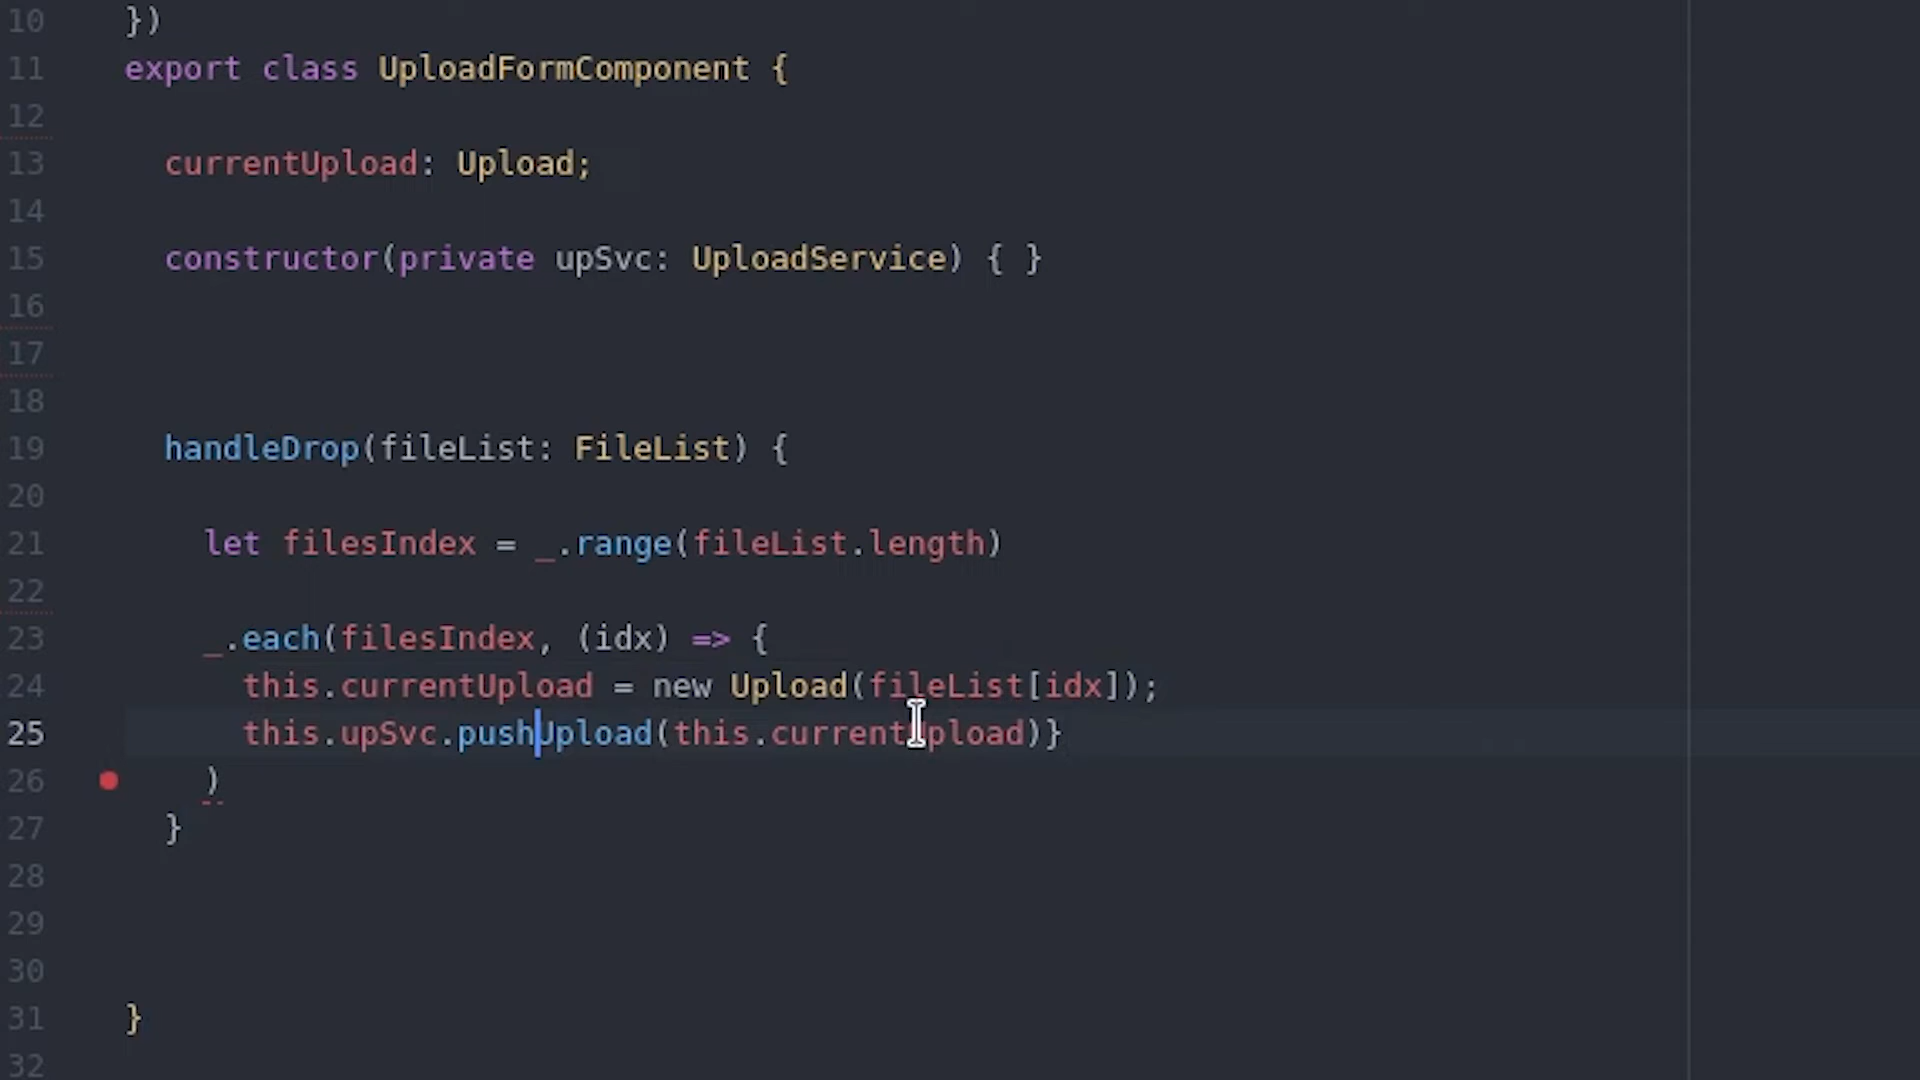 10 })
11 export class UploadFormComponent {
12
13 currentUpload: Upload;
14
15 constructor(private upSvc: UploadService) { }
16
17
18
19 handleDrop(fileList: FileList) {
20
21 let filesIndex = _.range(fileList.length)
22
23 _.each(filesIndex, (idx) => {
24 this.currentUpload = new Upload(fileList[idx]);
25 this.upSvc.pushUpload(this.currentUpload)}
26 )
27 }
28
29
30
31 }
32